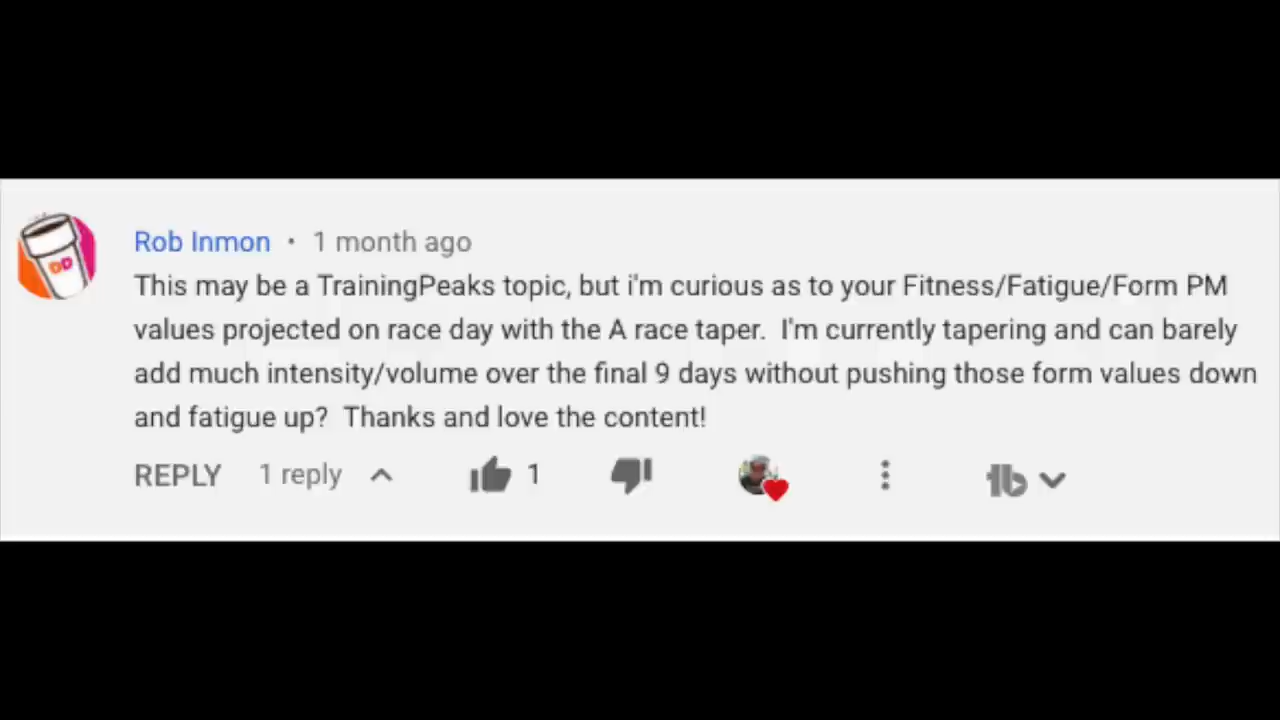 Rob Inmon • 1 month ago
This may be a TrainingPeaks topic, but i'm curious as to your Fitness/Fatigue/Form PM
values projected on race day with the A race taper.  I'm currently tapering and can barely
add much intensity/volume over the final 9 days without pushing those form values down
and fatigue up?  Thanks and love the content!
REPLY 1 reply 1
DD